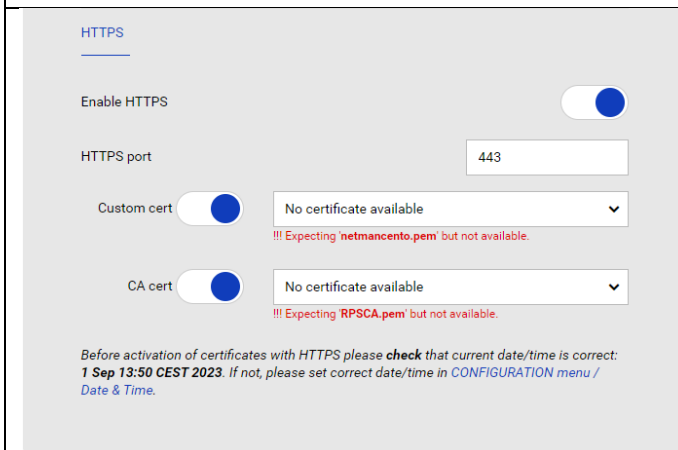 HTTPS
Enable HTTPS
HTTPS port
443
Custom cert
No certificate available
!!! Expecting 'netmancento.pem' but not available.
CA cert
No certificate available
!!! Expecting 'RPSCA.pem' but not available.
Before activation of certificates with HTTPS please check that current date/time is correct:
1 Sep 13:50 CEST 2023. If not, please set correct date/time in CONFIGURATION menu /
Date & Time.